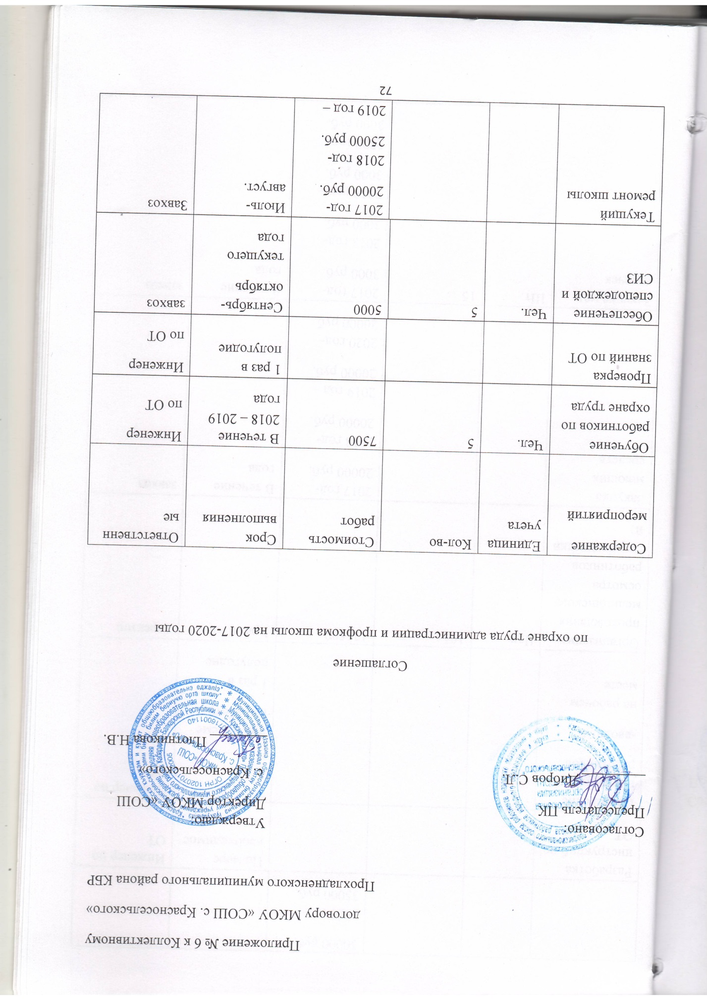 Приложение № 6 к Коллективному
договору МКОУ «СОШ с. Красносельского»
Прохладненского муниципального района КБР
Согласовано:
Председатель ПК
Дибров С.Л.
Утверждаю:
Директор МКОУ «СОШ
с. Красносельского»
Плотникова Н.В.
МКОУ «СОШ
с. Красносельского»
Соглашение
по охране труда администрации и профкома школы на 2017-2020 годы
Содержание мероприятий | Единица учета | Кол-во | Стоимость работ | Срок выполнения | Ответственн ые
Обучение работников по охране труда | Чел. | 5 | 7500 | В течение 2018 – 2019 года | Инженер по ОТ
Проверка знаний по ОТ | | | | 1 раз в полугодие | Инженер по ОТ
Обеспечение спецодеждой и СИЗ | Чел. | 5 | 5000 | Сентябрь- октябрь текущего года | завхоз
Текущий ремонт школы | | | 2017 год- 20000 руб. 2018 год- 25000 руб. 2019 год – | Июль- август. | Завхоз
72